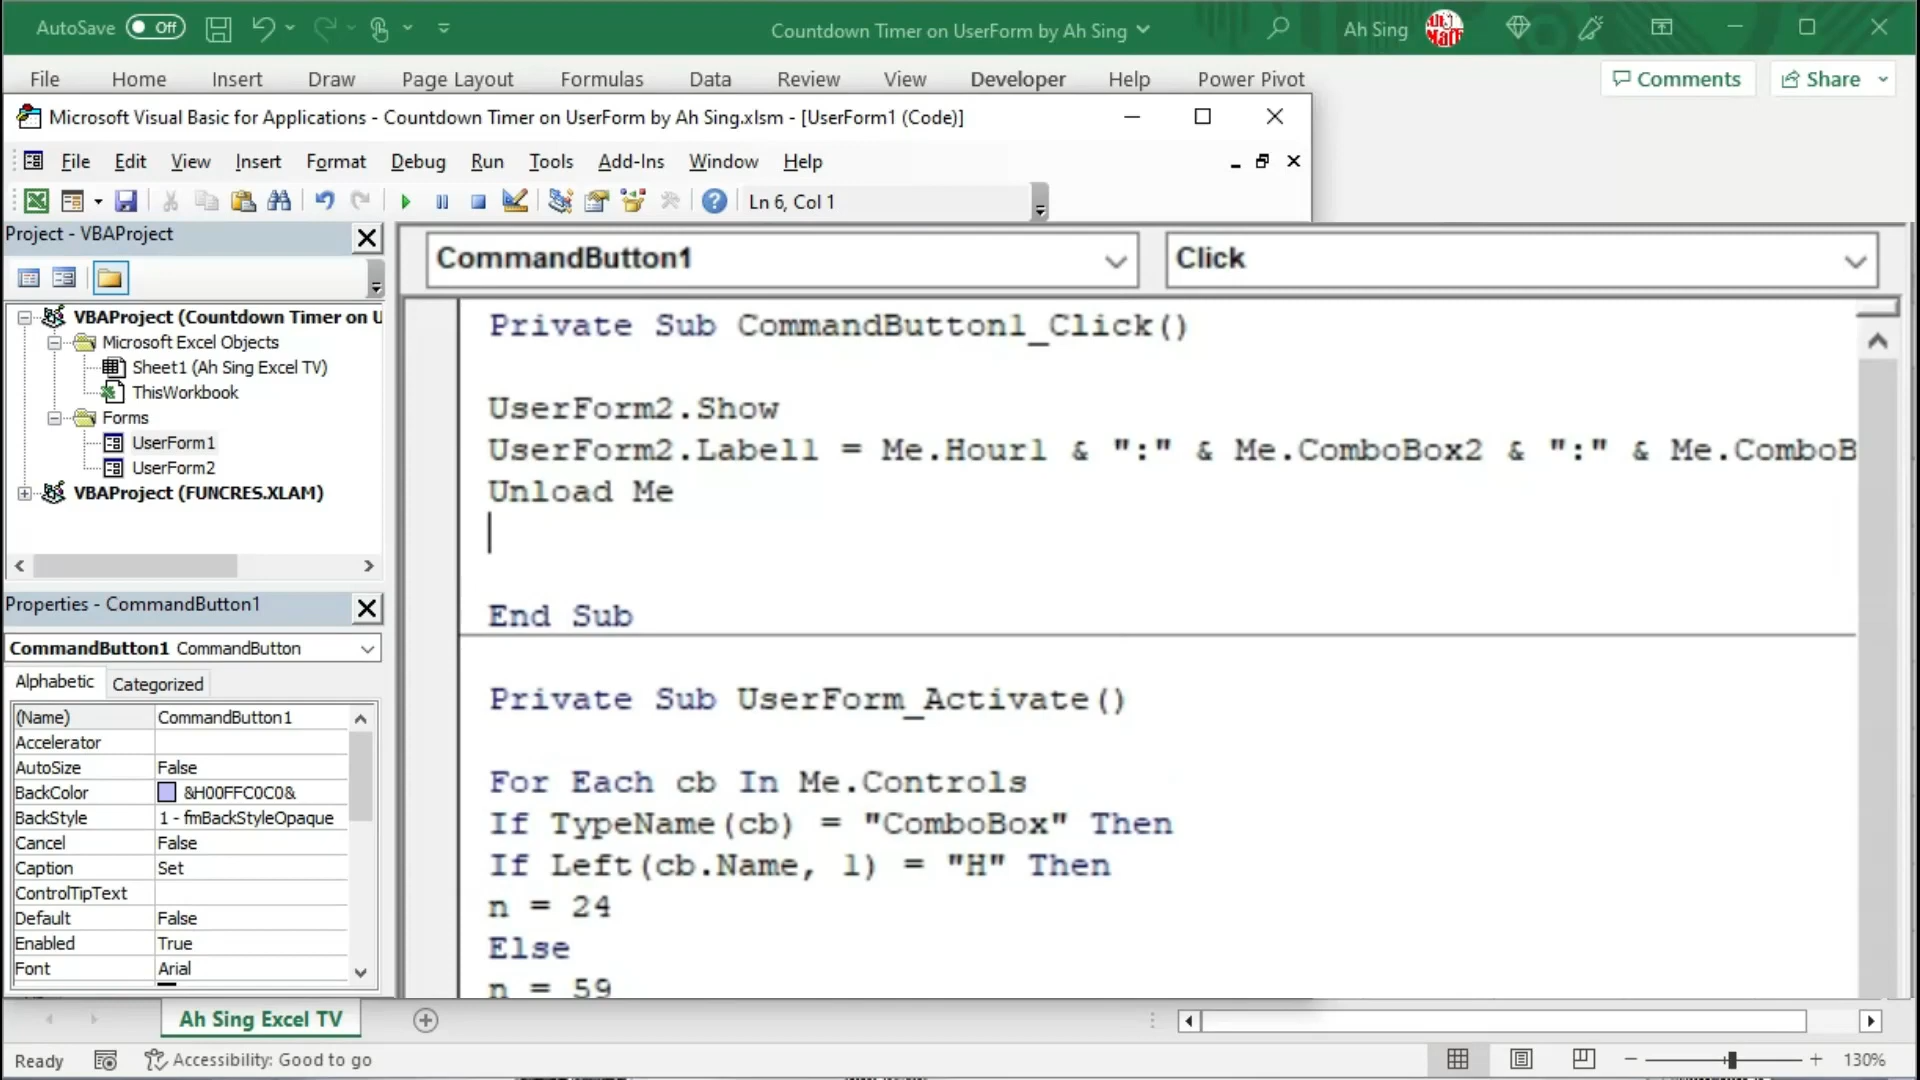 AutoSave Off
Countdown Timer on UserForm by Ah Sing
Ah Sing
File Home Insert Draw Page Layout Formulas Data Review View Developer Help Power Pivot
Comments Share
Microsoft Visual Basic for Applications - Countdown Timer on UserForm by Ah Sing.xlsm - [UserForm1 (Code)]
File Edit View Insert Format Debug Run Tools Add-Ins Window Help
Ln 6, Col 1
Project - VBAProject
VBAProject (Countdown Timer on U
Microsoft Excel Objects
Sheet1 (Ah Sing Excel TV)
ThisWorkbook
Forms
UserForm1
UserForm2
VBAProject (FUNCRES.XLAM)
Properties - CommandButton1
CommandButton1 CommandButton
Alphabetic Categorized
(Name) CommandButton1
Accelerator
AutoSize False
BackColor &H00FFC0C0&
BackStyle 1 - fmBackStyleOpaque
Cancel False
Caption Set
ControlTipText
Default False
Enabled True
Font Arial
CommandButton1 Click
Private Sub CommandButton1_Click()
UserForm2.Show
UserForm2.Label1 = Me.Hour1 & ":" & Me.ComboBox2 & ":" & Me.ComboB
Unload Me
End Sub
Private Sub UserForm_Activate()
For Each cb In Me.Controls
If TypeName(cb) = "ComboBox" Then
If Left(cb.Name, 1) = "H" Then
n = 24
Else
n = 59
Ah Sing Excel TV
Ready Accessibility: Good to go 130%